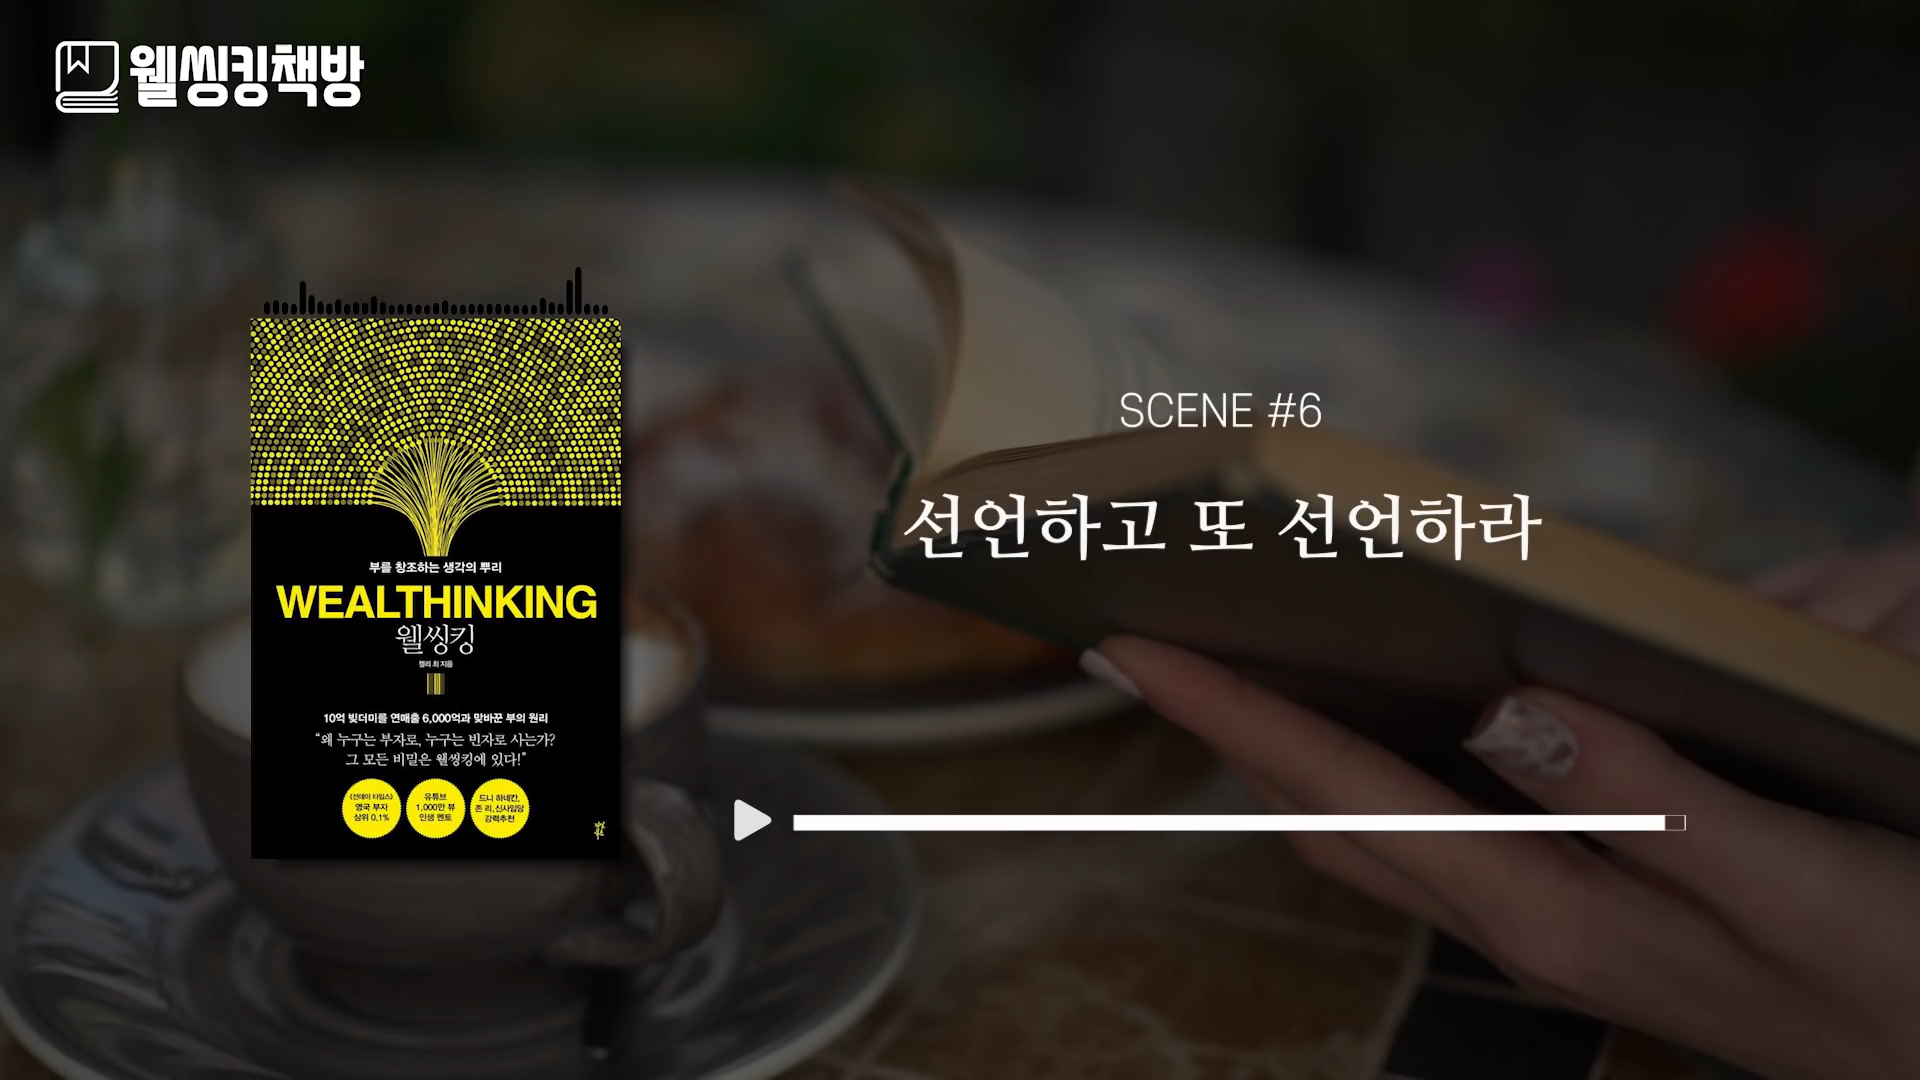 웰씽킹책방
SCENE #6
선언하고 또 선언하라
부를 창조하는 생각의 뿌리
WEALTHINKING
웰씽킹
켈리 최 지음
10억 빚더미를 연매출 6,000억과 맞바꾼 부의 원리
“왜 누구는 부자로, 누구는 빈자로 사는가?
그 모든 비밀은 웰씽킹에 있다!”
《선데이 타임스》
영국 부자
상위 0.1%
유튜브
1,000만 뷰
인생 멘토
드니 하네칸,
존 리, 신사임당
강력추천
다산
북스